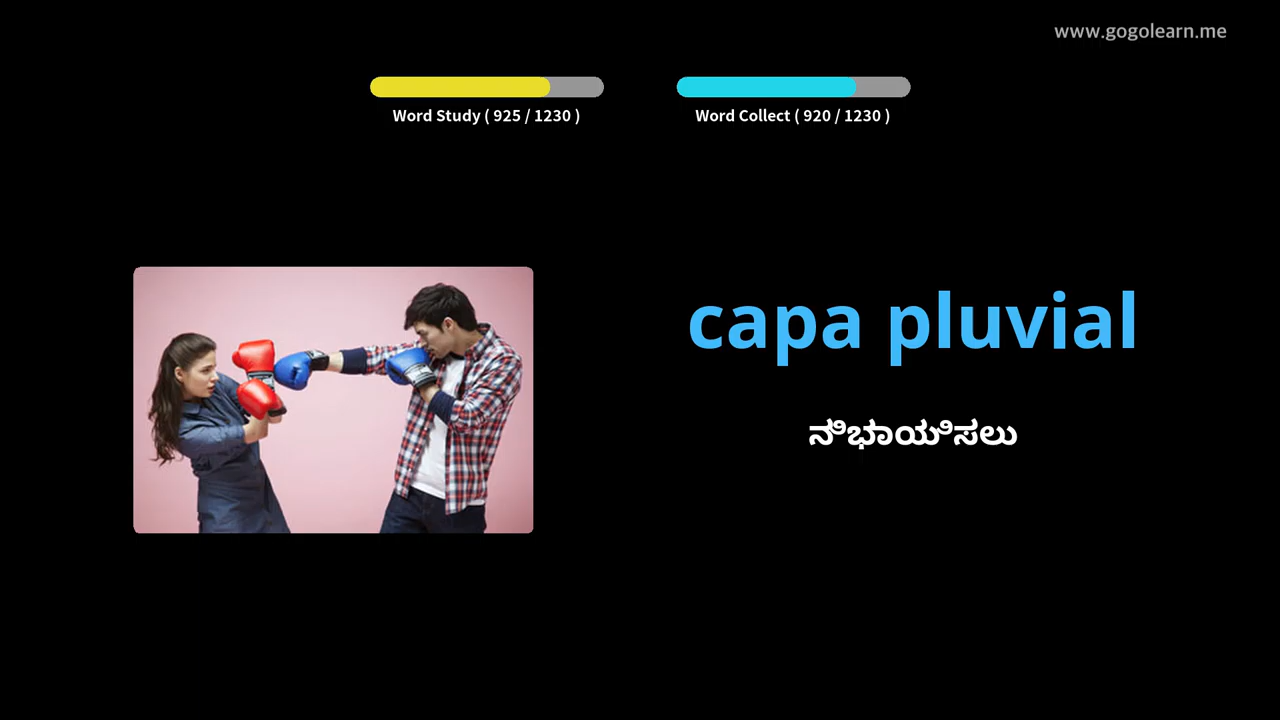 www.gogolearn.me
Word Study ( 925 / 1230 )
Word Collect ( 920 / 1230 )
capa pluvial
ನಿಭಾಯಿಸಲು